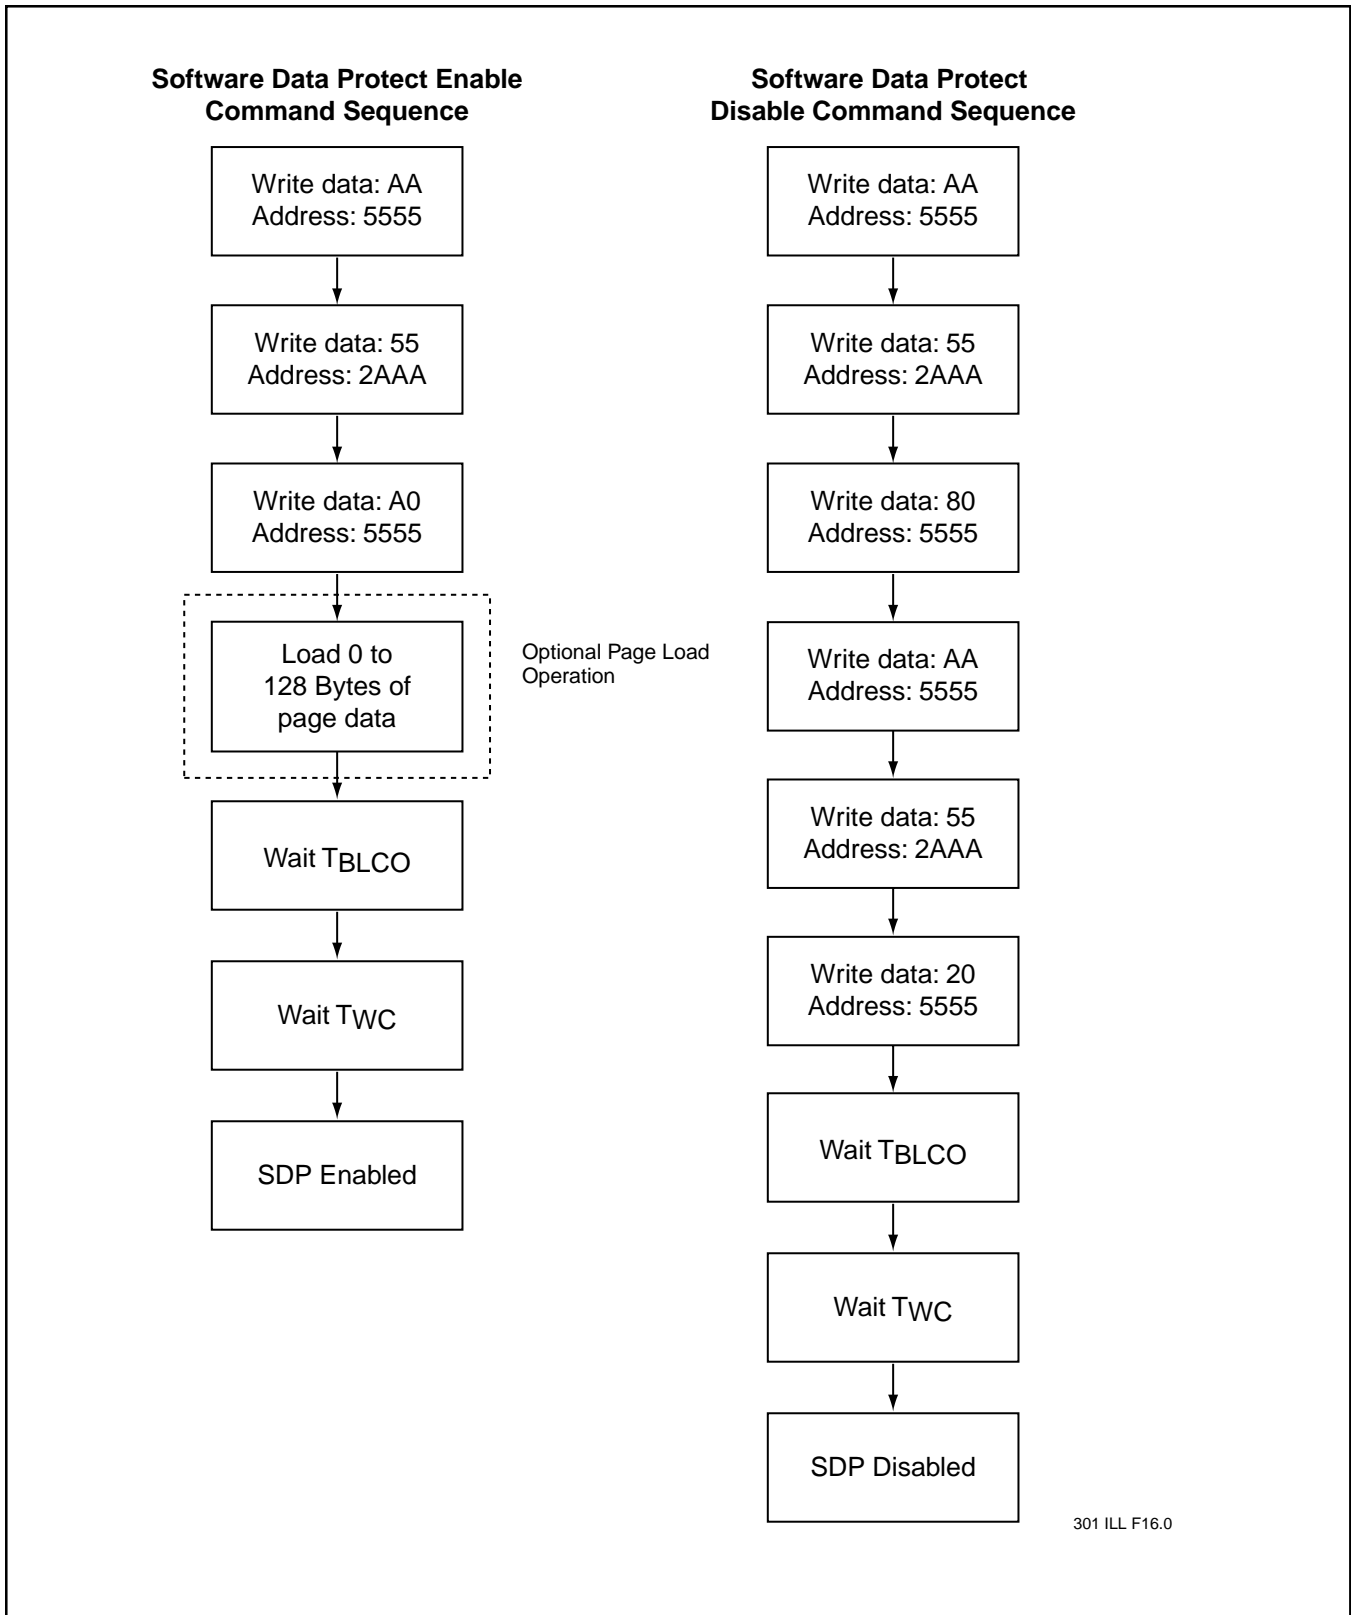 Software Data Protect Enable
Command Sequence
Write data: AA
Address: 5555
Write data: 55
Address: 2AAA
Write data: A0
Address: 5555
Load 0 to
128 Bytes of
page data
Optional Page Load
Operation
Wait TBLCO
Wait TWC
SDP Enabled
Software Data Protect
Disable Command Sequence
Write data: AA
Address: 5555
Write data: 55
Address: 2AAA
Write data: 80
Address: 5555
Write data: AA
Address: 5555
Write data: 55
Address: 2AAA
Write data: 20
Address: 5555
Wait TBLCO
Wait TWC
SDP Disabled
301 ILL F16.0